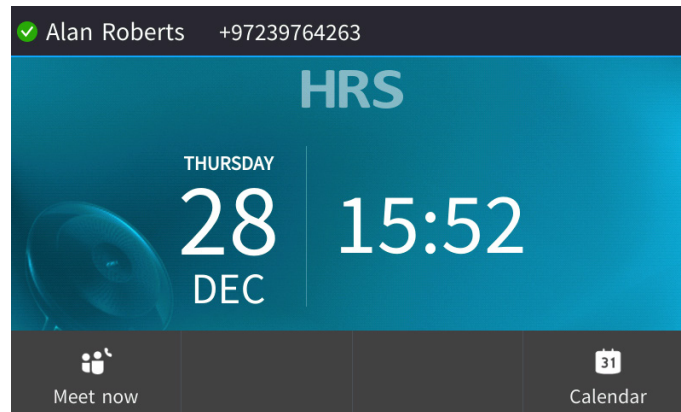 Alan Roberts +97239764263
HRS
THURSDAY
28
DEC
15:52
31
Meet now
Calendar